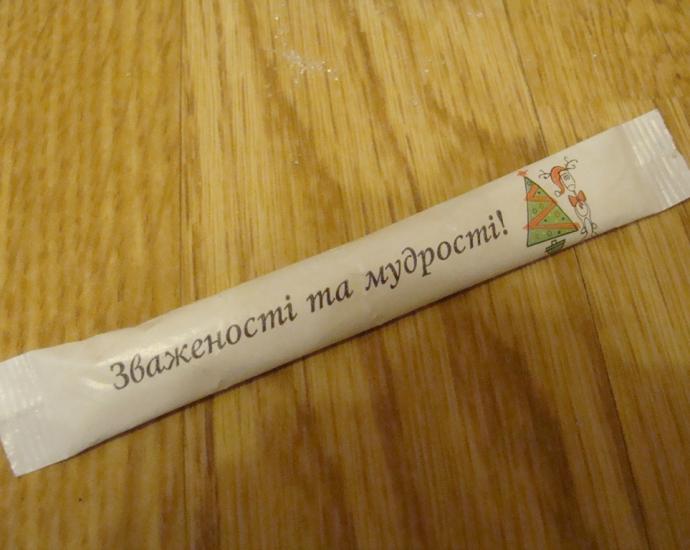 Зваженості та мудрості!